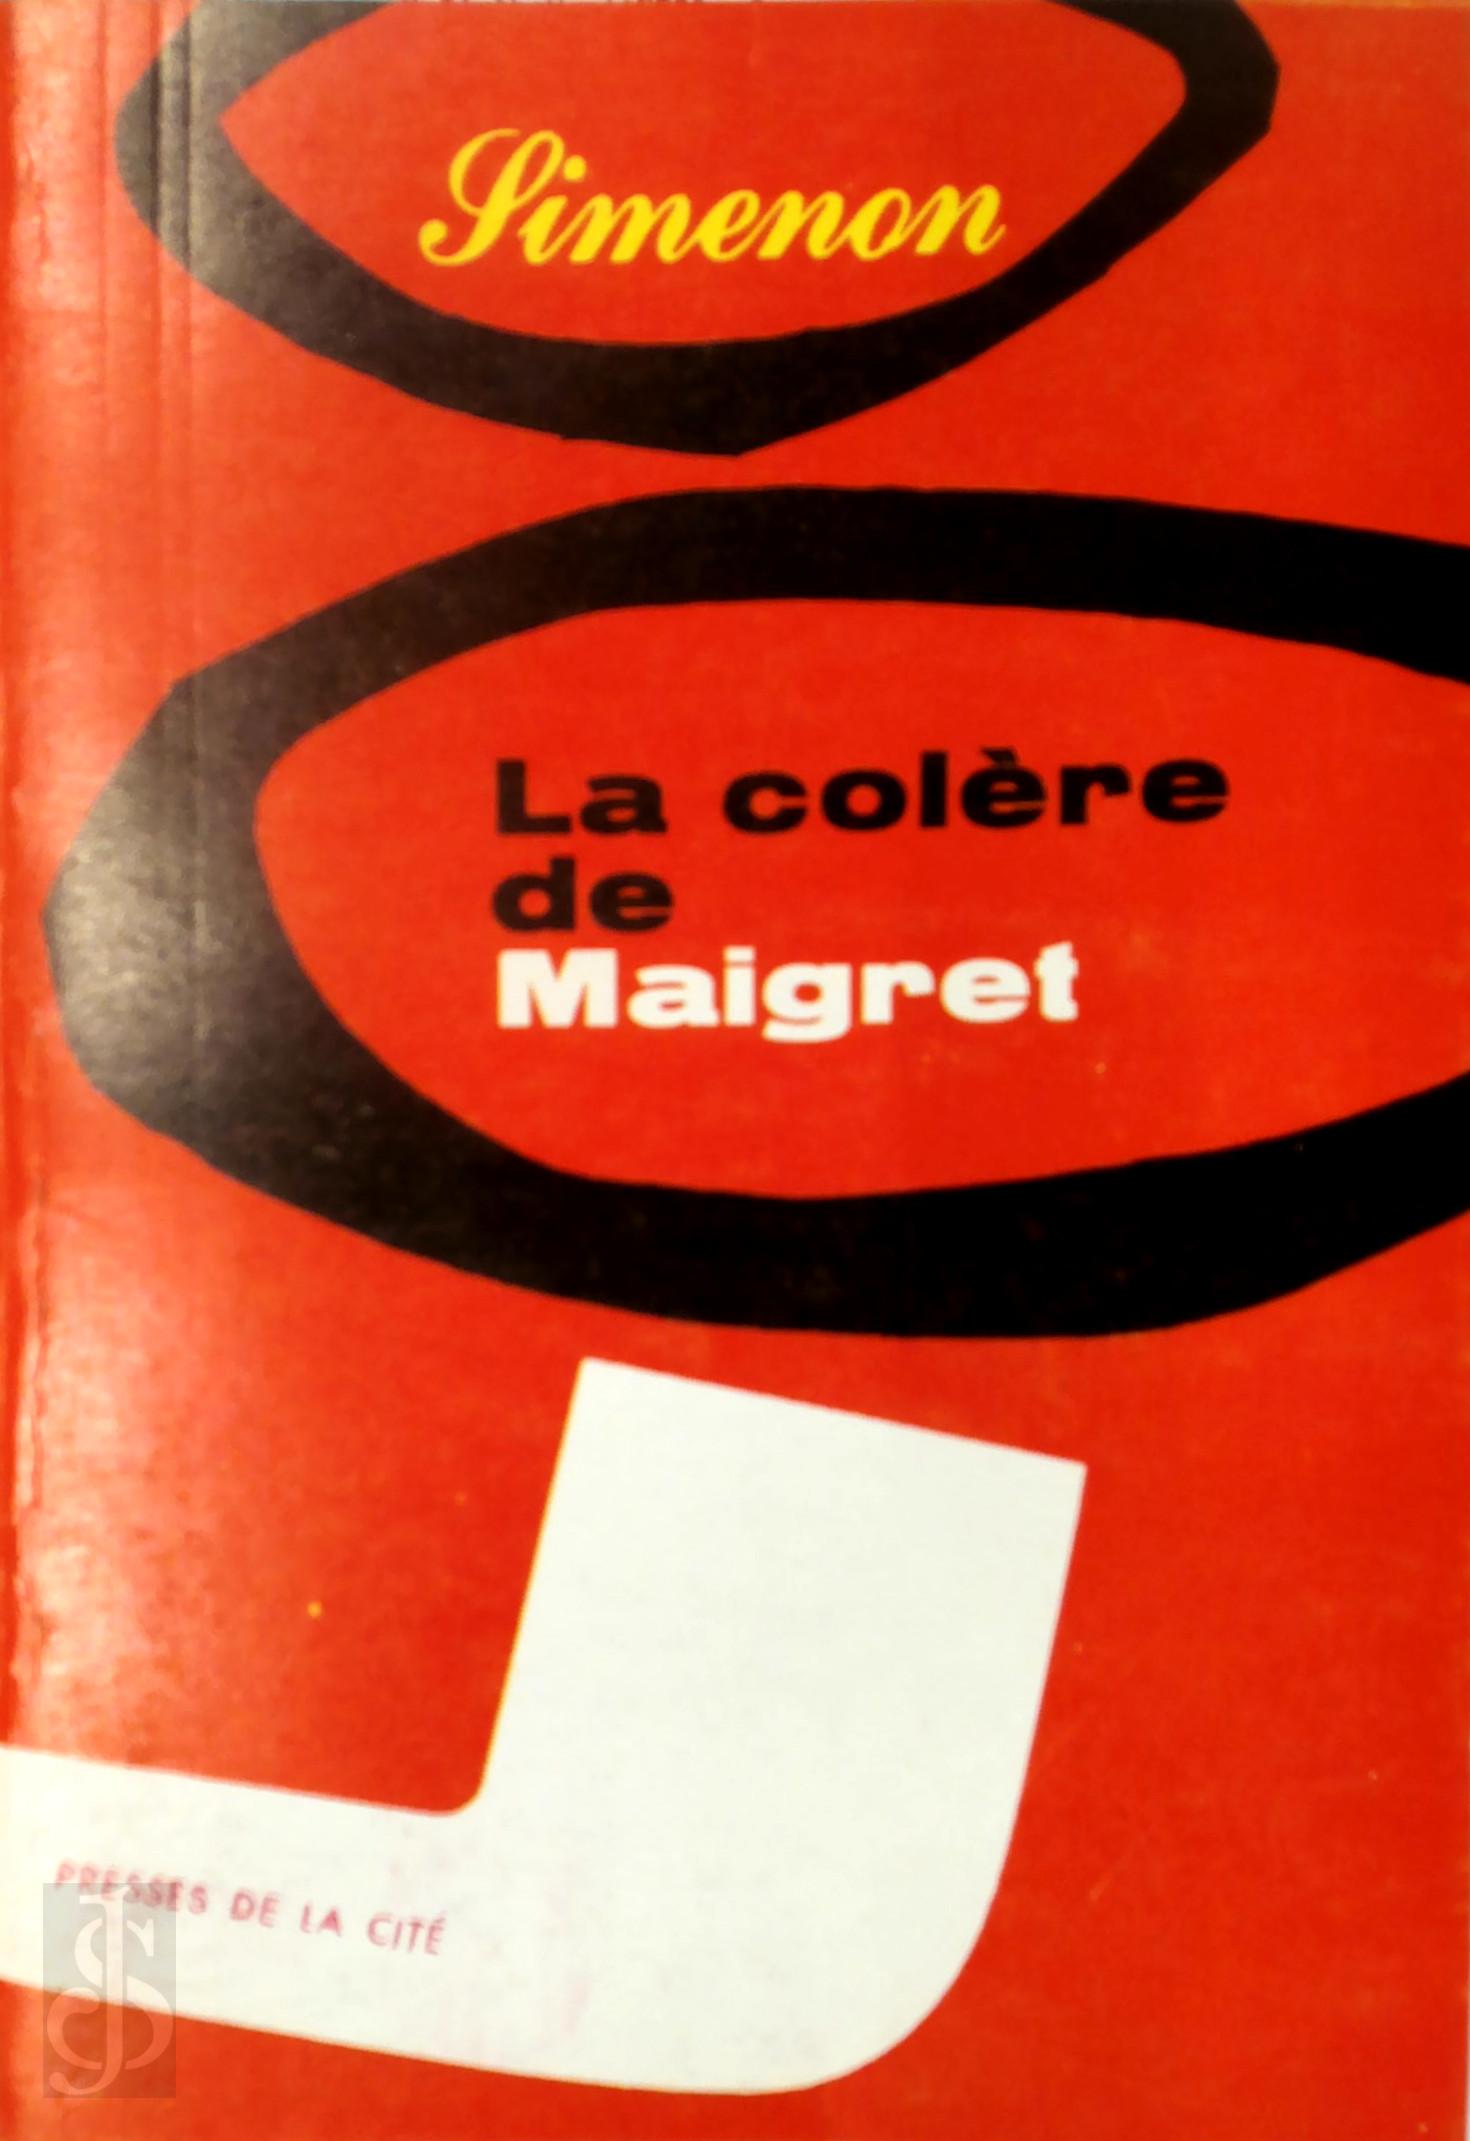 Simenon
La colère
de
Maigret
PRESSES DE LA CITÉ